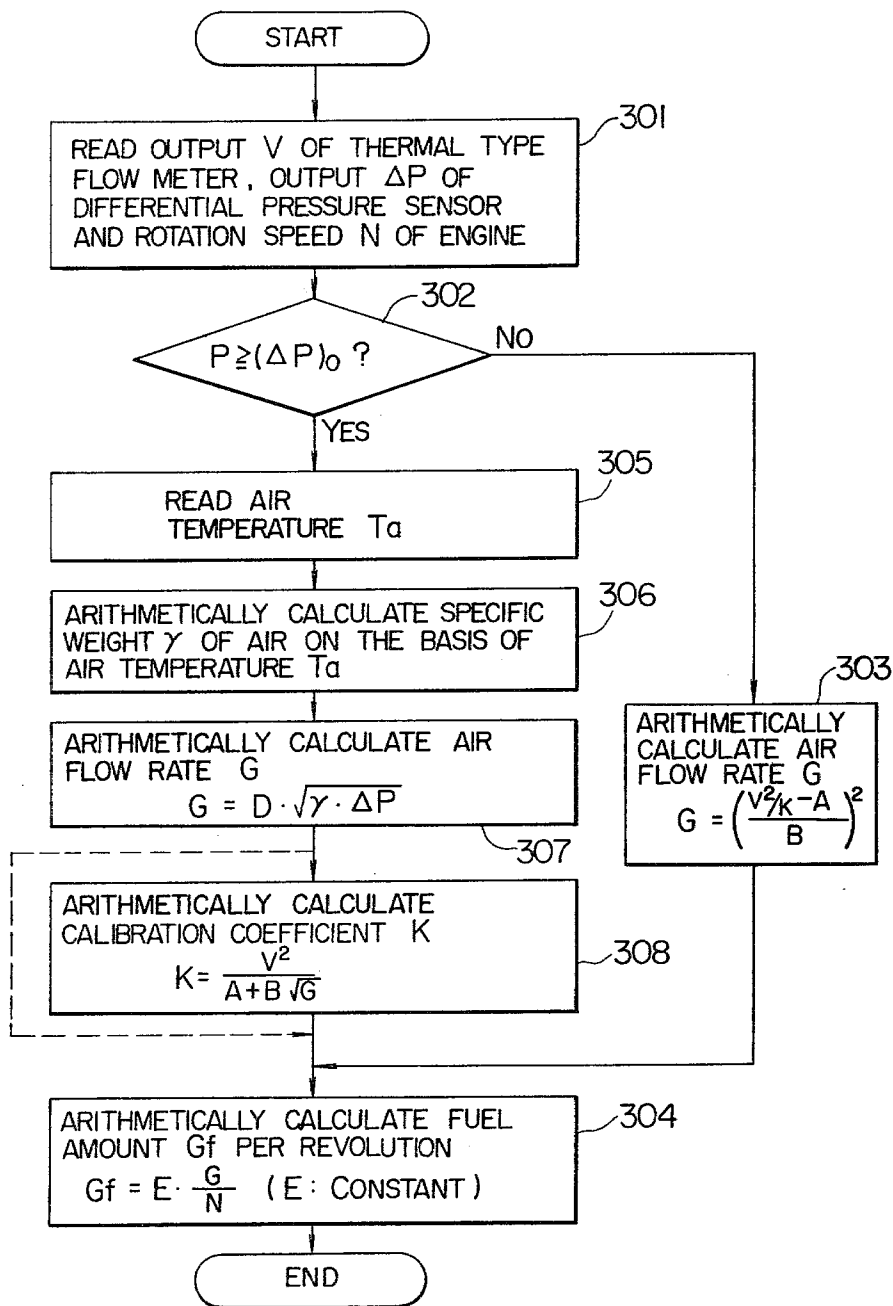 START
301
READ OUTPUT V OF THERMAL TYPE
FLOW METER, OUTPUT ΔP OF
DIFFERENTIAL PRESSURE SENSOR
AND ROTATION SPEED N OF ENGINE
302
P≧(ΔP)₀ ?
NO
YES
305
READ AIR
TEMPERATURE Ta
306
ARITHMETICALLY CALCULATE SPECIFIC
WEIGHT γ OF AIR ON THE BASIS OF
AIR TEMPERATURE Ta
303
ARITHMETICALLY
CALCULATE AIR
FLOW RATE G
G = ((V²/K-A)/B)²
ARITHMETICALLY CALCULATE AIR
FLOW RATE G
G = D·√(γ·ΔP)
307
ARITHMETICALLY CALCULATE
CALIBRATION COEFFICIENT K
K = V²/(A+B√G)
308
ARITHMETICALLY CALCULATE FUEL
AMOUNT Gf PER REVOLUTION
Gf = E· G/N (E: CONSTANT)
304
END